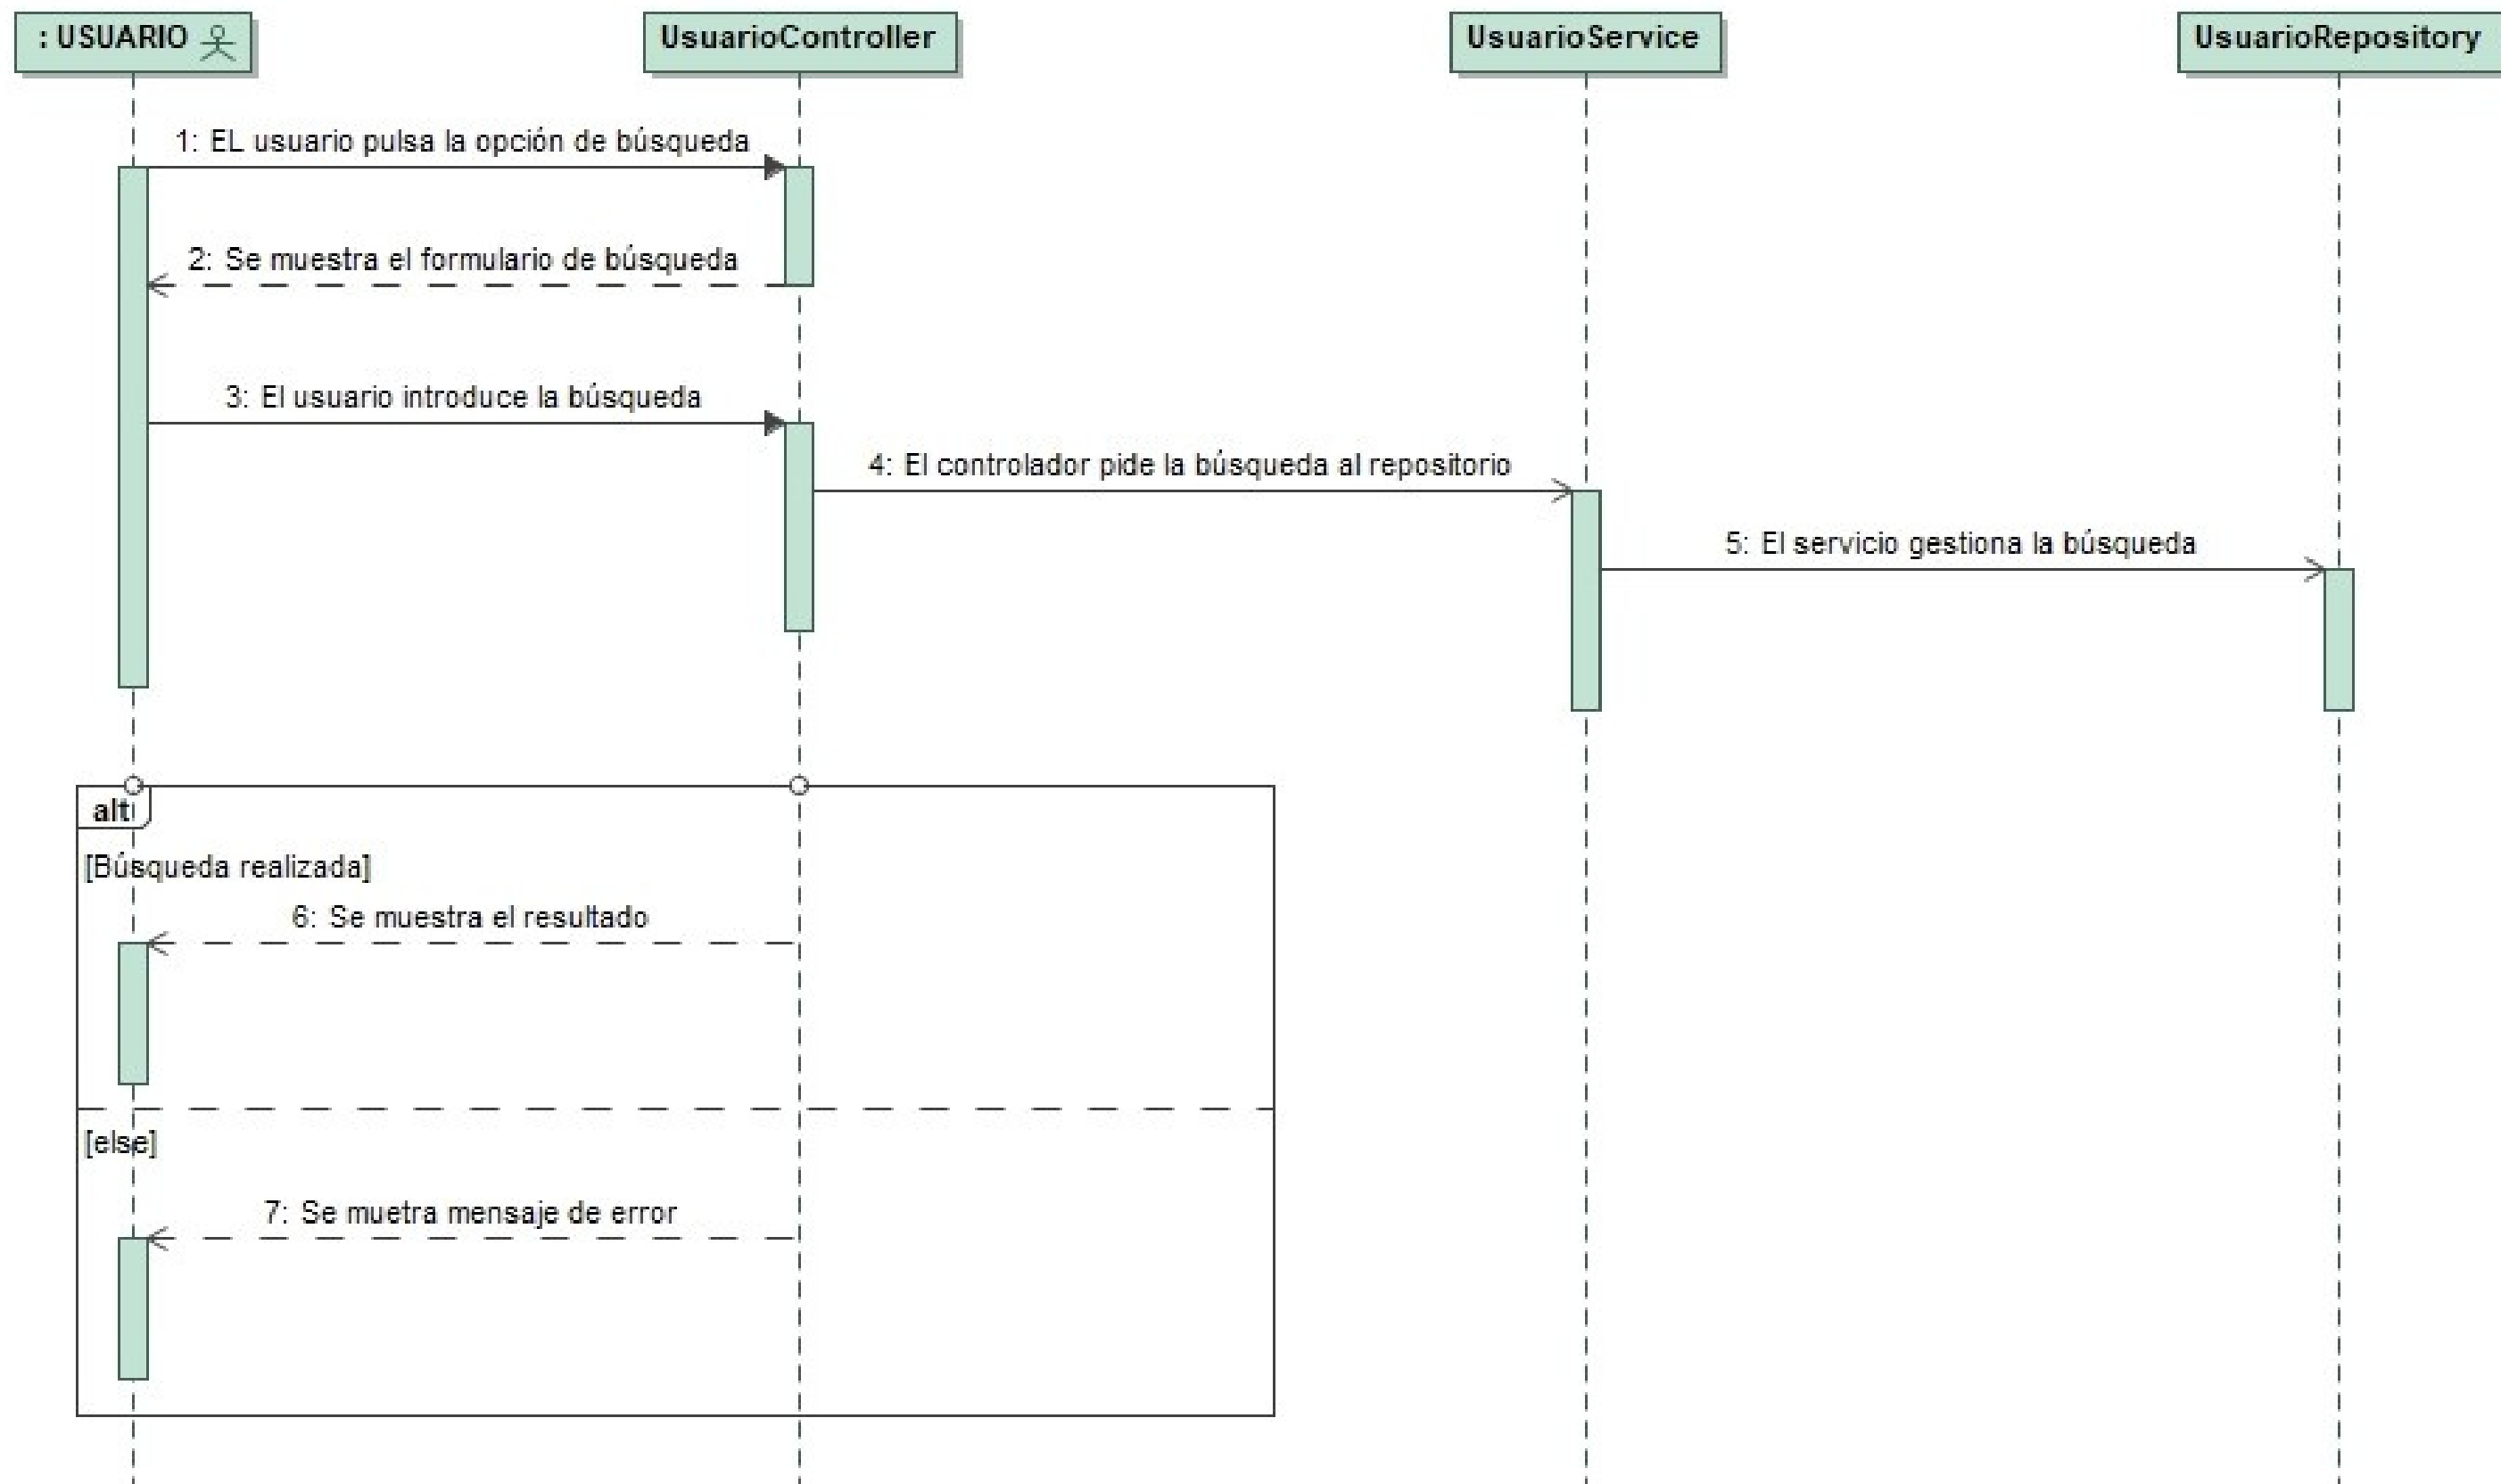 : USUARIO
UsuarioController
UsuarioService
UsuarioRepository
1: EL usuario pulsa la opción de búsqueda
2: Se muestra el formulario de búsqueda
3: El usuario introduce la búsqueda
4: El controlador pide la búsqueda al repositorio
5: El servicio gestiona la búsqueda
alt
[Búsqueda realizada]
6: Se muestra el resultado
[else]
7: Se muetra mensaje de error